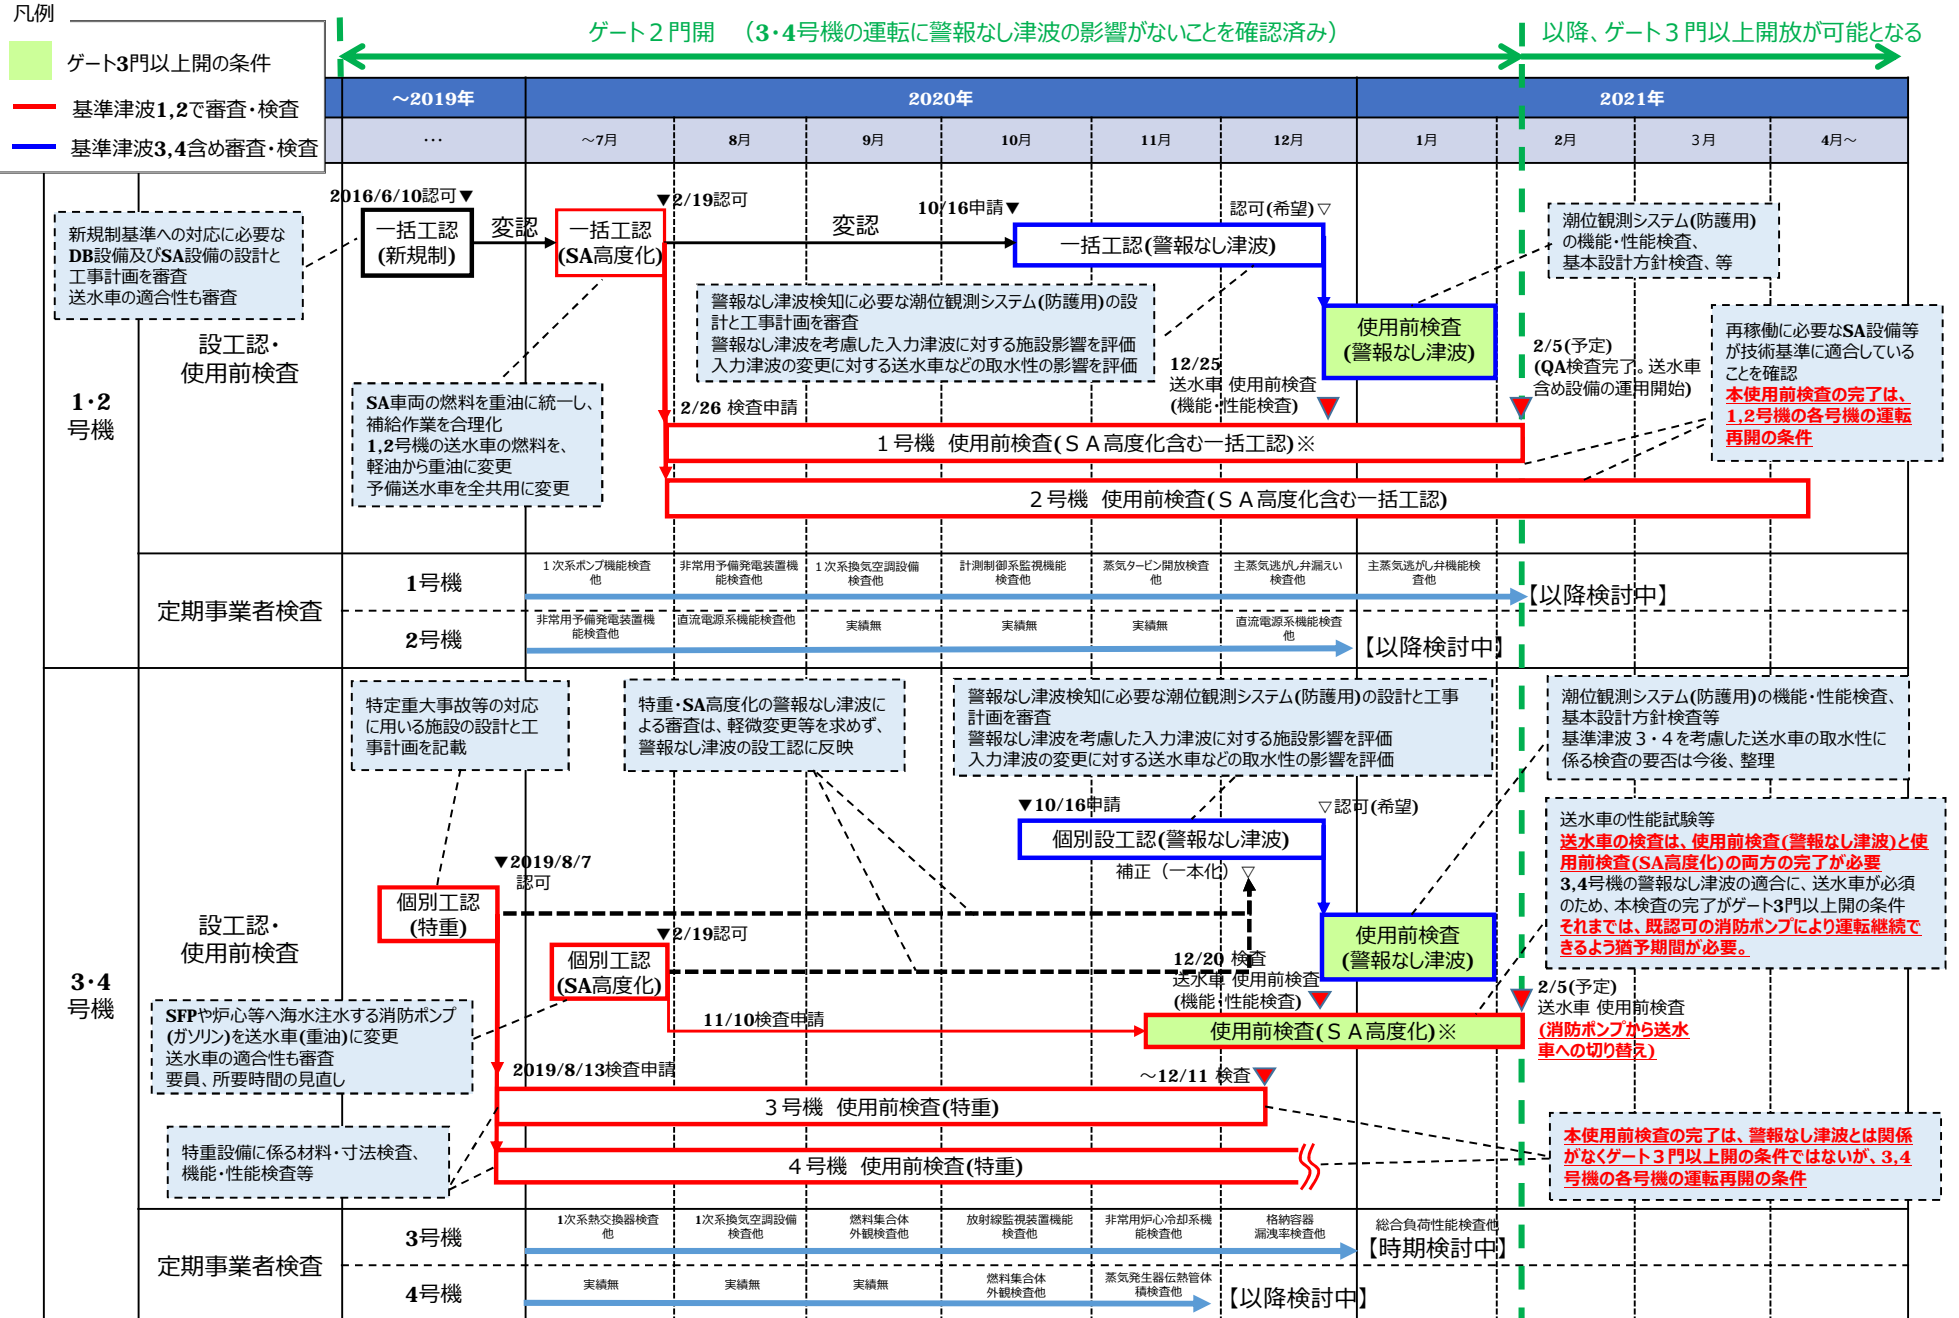 凡例
ゲート3門以上開の条件
基準津波1,2で審査・検査
基準津波3,4含め審査・検査
ゲート2門開 （3・4号機の運転に警報なし津波の影響がないことを確認済み）
以降、ゲート3門以上開放が可能となる
～2019年
2020年
2021年
…
～7月
8月
9月
10月
11月
12月
1月
2月
3月
4月～
1・2
号機
設工認・
使用前検査
2016/6/10認可▼
一括工認
(新規制)
変認
▼2/19認可
一括工認
(SA高度化)
変認
10/16申請▼
認可(希望)▽
一括工認(警報なし津波)
新規制基準への対応に必要な
DB設備及びSA設備の設計と
工事計画を審査
送水車の適合性も審査
潮位観測システム(防護用)
の機能・性能検査、
基本設計方針検査、等
警報なし津波検知に必要な潮位観測システム(防護用)の設
計と工事計画を審査
警報なし津波を考慮した入力津波に対する施設影響を評価
入力津波の変更に対する送水車などの取水性の影響を評価
使用前検査
(警報なし津波)
再稼働に必要なSA設備等
が技術基準に適合している
ことを確認
本使用前検査の完了は、
1,2号機の各号機の運転
再開の条件
SA車両の燃料を重油に統一し、
補給作業を合理化
1,2号機の送水車の燃料を、
軽油から重油に変更
予備送水車を全共用に変更
12/25
送水車 使用前検査
(機能・性能検査)
2/5(予定)
(QA検査完了。送水車
含め設備の運用開始)
2/26 検査申請
1号機 使用前検査(ＳＡ高度化含む一括工認)※
2号機 使用前検査(ＳＡ高度化含む一括工認)
定期事業者検査
1号機
1次系ポンプ機能検査
他
非常用予備発電装置機
能検査他
1次系換気空調設備
検査他
計測制御系監視機能
検査他
蒸気タービン開放検査
他
主蒸気逃がし弁漏えい
検査他
主蒸気逃がし弁機能検
査他
【以降検討中】
2号機
非常用予備発電装置機
能検査他
直流電源系機能検査他
実績無
実績無
実績無
直流電源系機能検査
他
【以降検討中】
3・4
号機
設工認・
使用前検査
特定重大事故等の対応
に用いる施設の設計と工
事計画を記載
特重・SA高度化の警報なし津波に
よる審査は、軽微変更等を求めず、
警報なし津波の設工認に反映
警報なし津波検知に必要な潮位観測システム(防護用)の設計と工事
計画を審査
警報なし津波を考慮した入力津波に対する施設影響を評価
入力津波の変更に対する送水車などの取水性の影響を評価
潮位観測システム(防護用)の機能・性能検査、
基本設計方針検査等
基準津波3・4を考慮した送水車の取水性に
係る検査の要否は今後、整理
▼10/16申請
▽認可(希望)
個別設工認(警報なし津波)
補正（一本化）▽
送水車の性能試験等
送水車の検査は、使用前検査(警報なし津波)と使
用前検査(SA高度化)の両方の完了が必要
3,4号機の警報なし津波の適合に、送水車が必須
のため、本検査の完了がゲート3門以上開の条件
それまでは、既認可の消防ポンプにより運転継続で
きるよう猶予期間が必要。
▼2019/8/7
認可
個別工認
(特重)
▼2/19認可
個別工認
(SA高度化)
使用前検査
(警報なし津波)
12/20 検査
送水車 使用前検査
(機能・性能検査)
2/5(予定)
送水車 使用前検査
(消防ポンプから送水
車への切り替え)
SFPや炉心等へ海水注水する消防ポンプ
(ガソリン)を送水車(重油)に変更
送水車の適合性も審査
要員、所要時間の見直し
11/10検査申請
使用前検査(ＳＡ高度化)※
2019/8/13検査申請
～12/11 検査
3号機 使用前検査(特重)
特重設備に係る材料・寸法検査、
機能・性能検査等
4号機 使用前検査(特重)
本使用前検査の完了は、警報なし津波とは関係
がなくゲート3門以上開の条件ではないが、3,4
号機の各号機の運転再開の条件
定期事業者検査
3号機
1次系熱交換器検査
他
1次系換気空調設備
検査他
燃料集合体
外観検査他
放射線監視装置機能
検査他
非常用炉心冷却系機
能検査他
格納容器
漏洩率検査他
総合負荷性能検査他
【時期検討中】
4号機
実績無
実績無
実績無
燃料集合体
外観検査他
蒸気発生器伝熱管体
積検査他
【以降検討中】